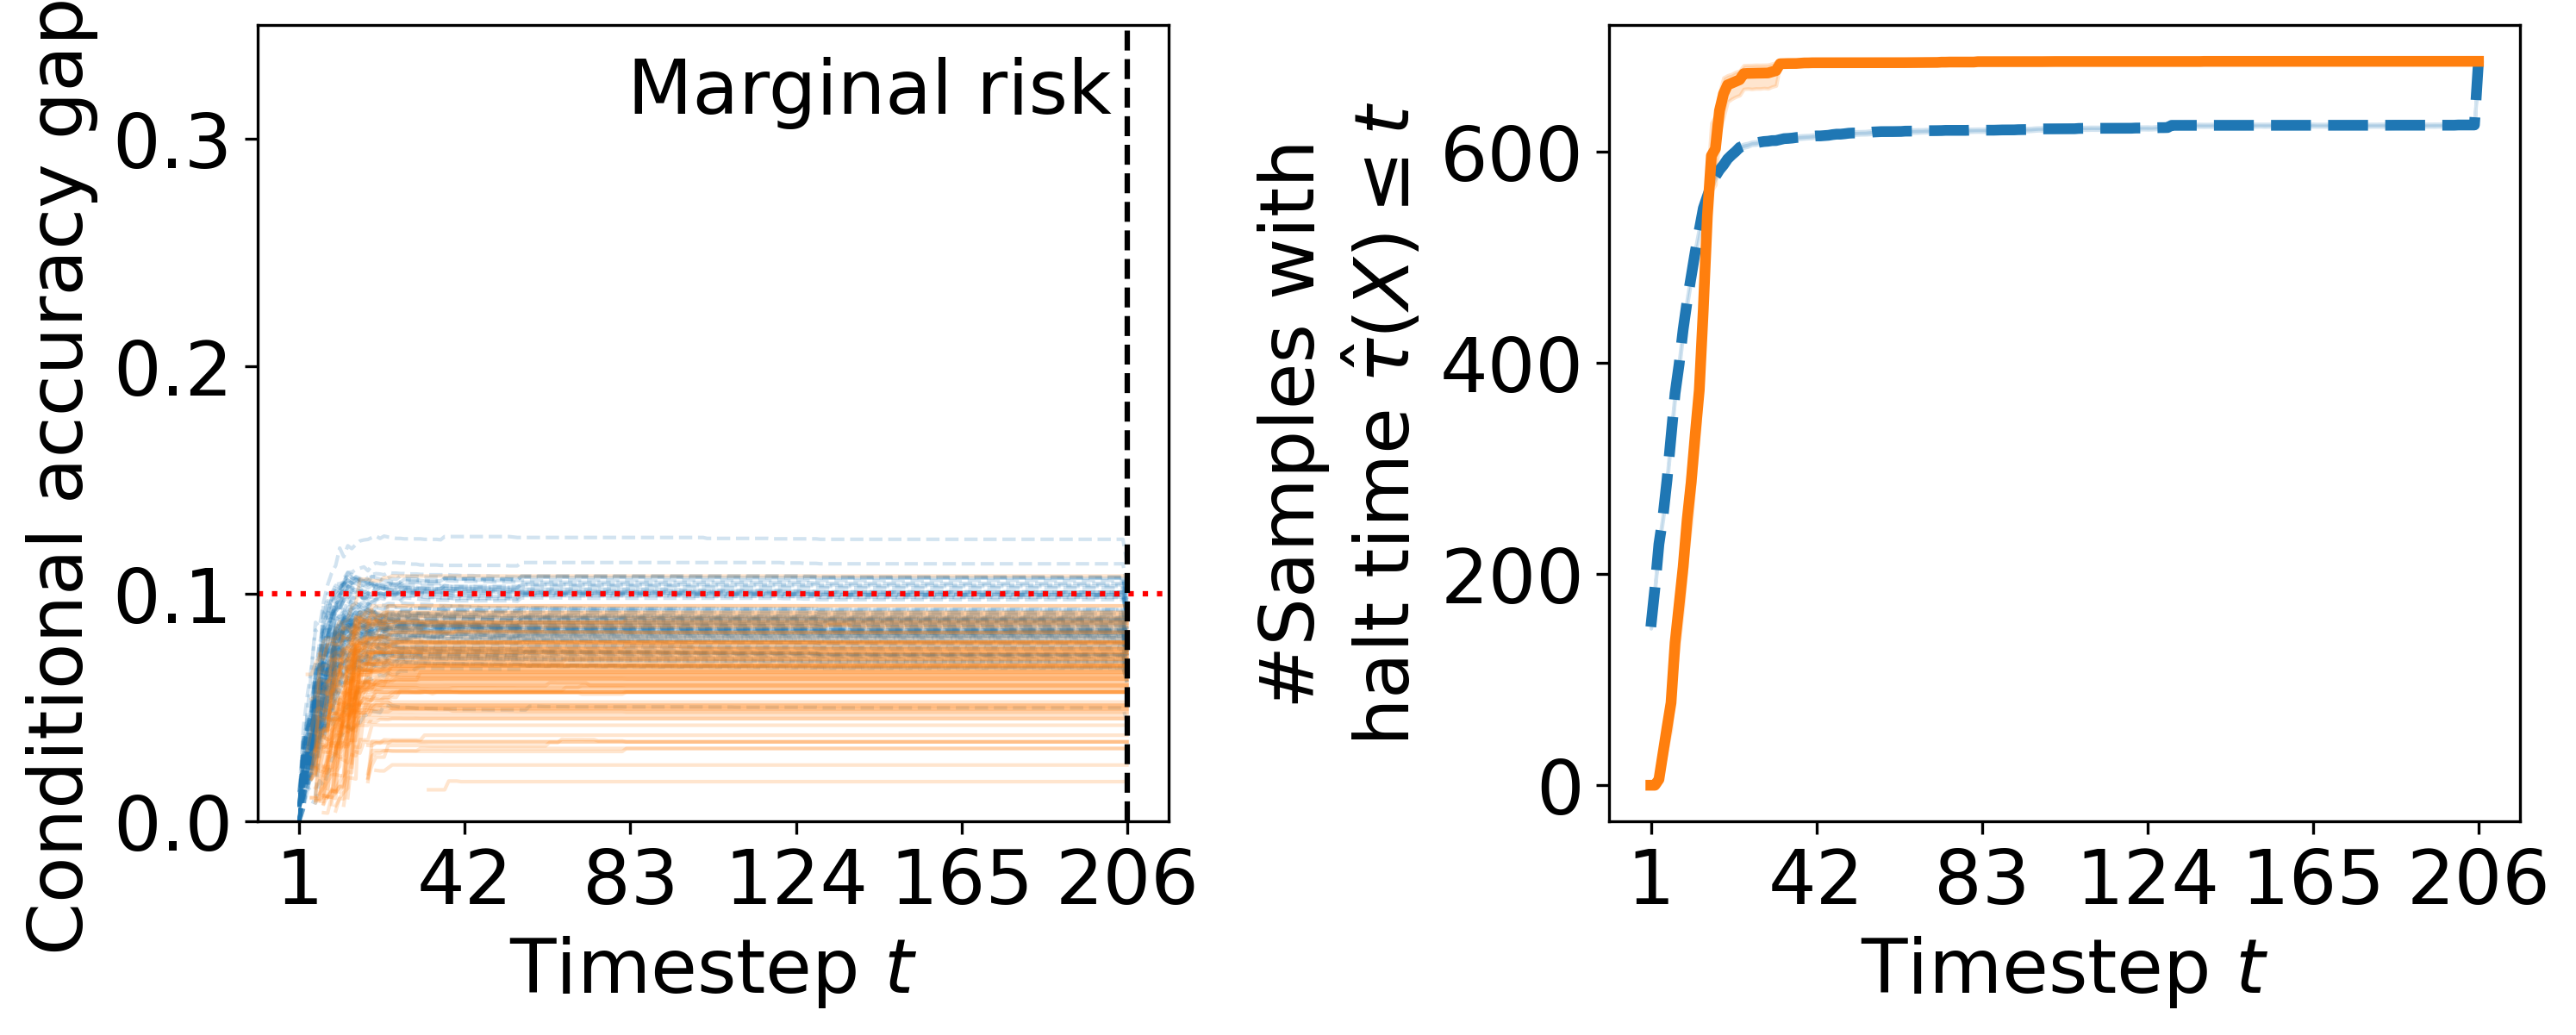 Conditional accuracy gap
0.3
0.2
0.1
0.0
Marginal risk
1 42 83 124 165 206
Timestep t
#Samples with
halt time τ̂(X) ≤ t
600
400
200
0
1 42 83 124 165 206
Timestep t